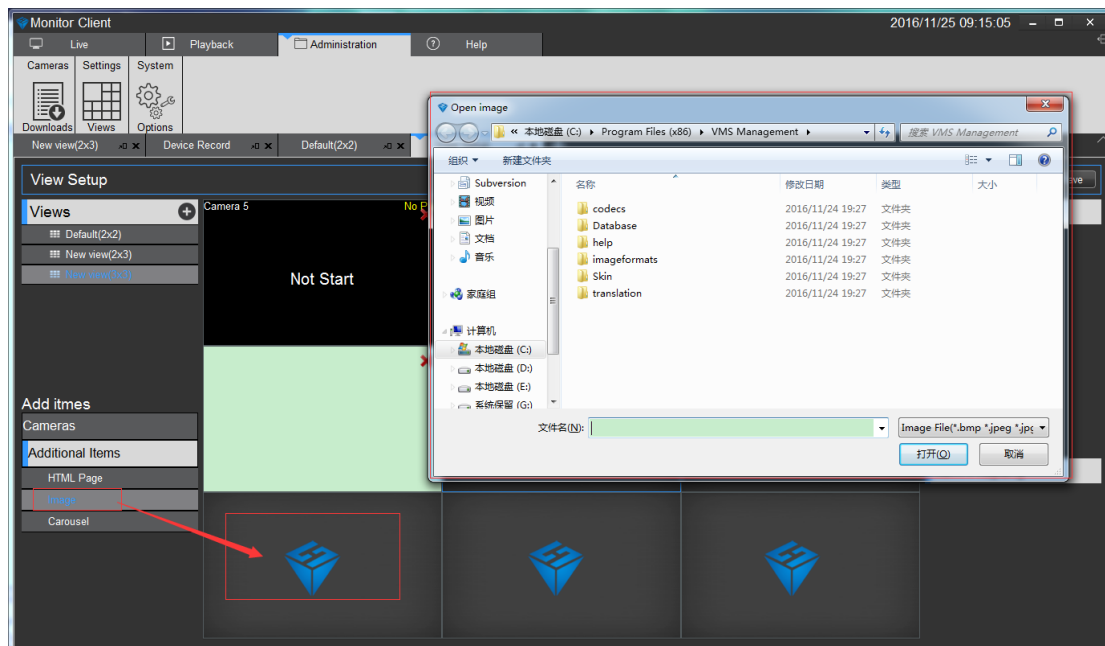 Monitor Client 2016/11/25 09:15:05
Live Playback Administration Help
Cameras Settings System
Downloads Views Options
New view(2x3) Device Record Default(2x2)
View Setup
Views
Default(2x2)
New view(2x3)
New view(3x3)
Camera 5 No P
Not Start
Add itmes
Cameras
Additional Items
HTML Page
Image
Carousel
Open image
« 本地磁盘 (C:) Program Files (x86) VMS Management
搜索 VMS Management
组织 新建文件夹
Subversion
视频
图片
文档
音乐
家庭组
计算机
本地磁盘 (C:)
本地磁盘 (D:)
本地磁盘 (E:)
系统保留 (G:)
名称 修改日期 类型 大小
codecs 2016/11/24 19:27 文件夹
Database 2016/11/24 19:27 文件夹
help 2016/11/24 19:27 文件夹
imageformats 2016/11/24 19:27 文件夹
Skin 2016/11/24 19:27 文件夹
translation 2016/11/24 19:27 文件夹
文件名(N): Image File(*.bmp *.jpeg *.jpg
打开(O) 取消